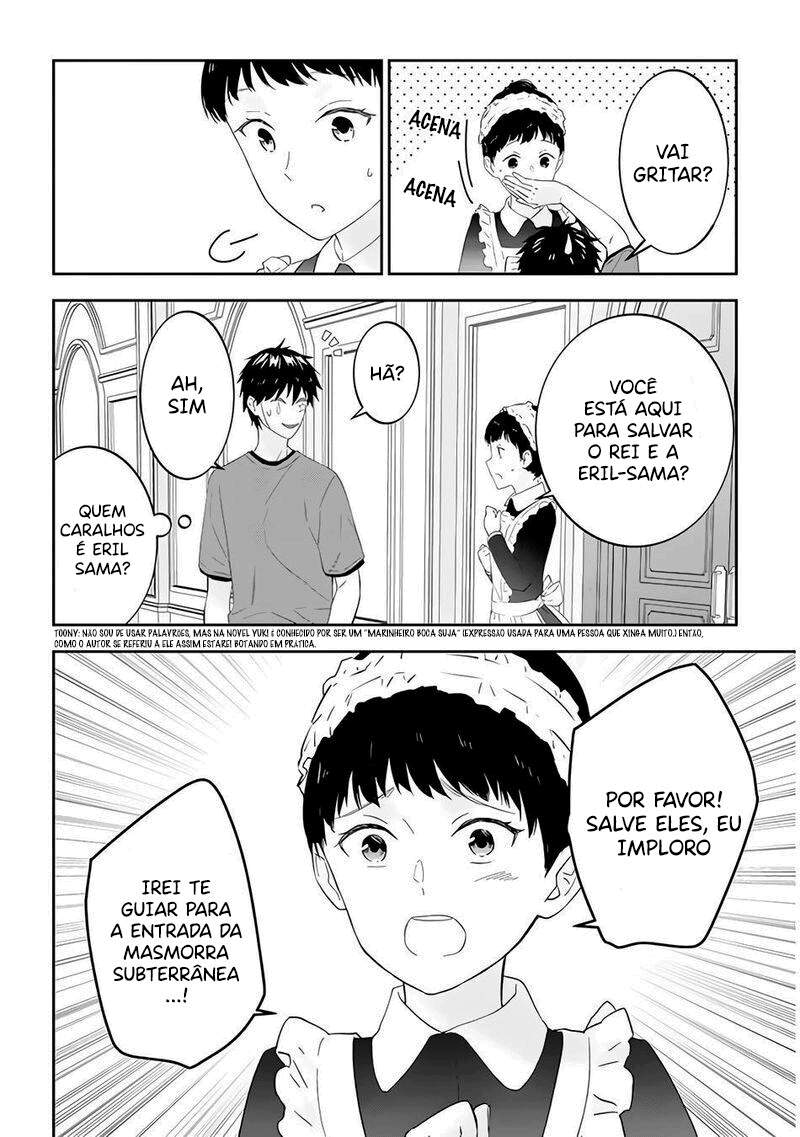 VAI
GRITAR?
ACENA
ACENA
VOCÊ
ESTÁ AQUI
PARA SALVAR
O REI E A
ERIL-SAMA?
HÃ?
AH,
SIM
QUEM
CARALHOS
É ERIL
SAMA?
TOONY: NÃO SOU DE USAR PALAVRÕES, MAS NA NOVEL YUKI É CONHECIDO POR SER UM "MARINHEIRO BOCA SUJA" (EXPRESSÃO USADA PARA UMA PESSOA QUE XINGA MUITO.) ENTÃO,
COMO O AUTOR SE REFERIU À ELE ASSIM ESTAREI BOTANDO EM PRÁTICA.
POR FAVOR!
SALVE ELES, EU
IMPLORO
IREI TE
GUIAR PARA
A ENTRADA DA
MASMORRA
SUBTERRÂNEA
...!